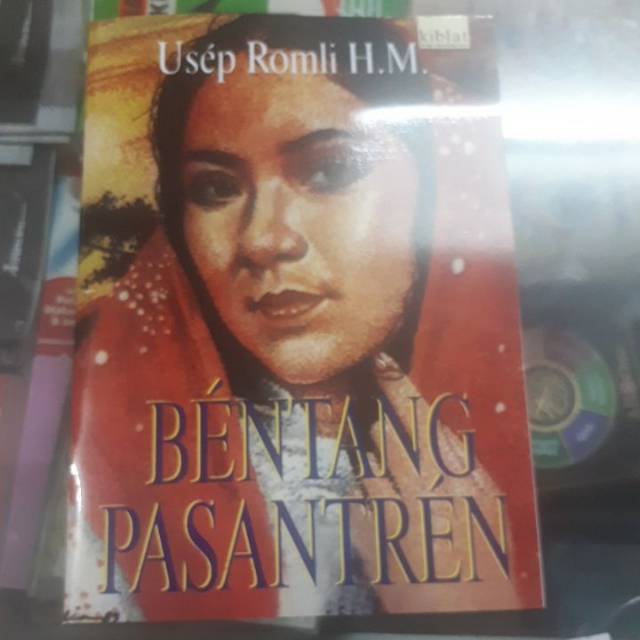 kiblat
Usép Romli H.M.
BÉNTANG
PASANTRÉN